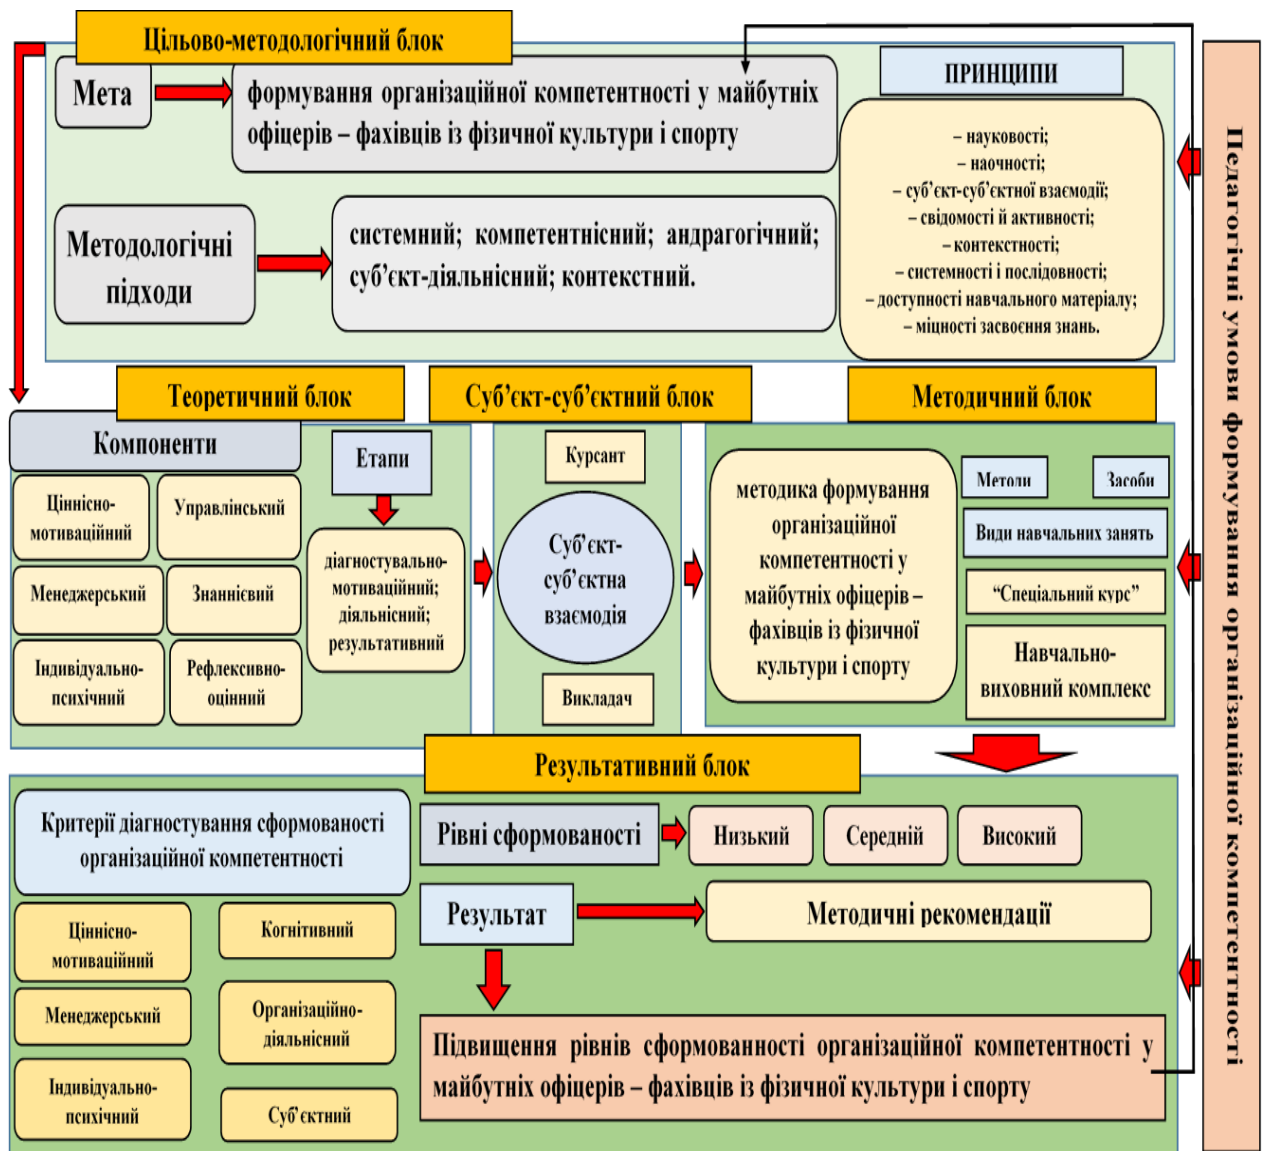 Цільово-методологічний блок
Мета
формування організаційної компетентності у майбутніх
офіцерів – фахівців із фізичної культури і спорту
Методологічні
підходи
системний; компетентнісний; андрагогічний;
суб’єкт-діяльнісний; контекстний.
ПРИНЦИПИ
– науковості;
– наочності;
– суб’єкт-суб’єктної взаємодії;
– свідомості й активності;
– контекстності;
– системності і послідовності;
– доступності навчального матеріалу;
– міцності засвоєння знань.
Педагогічні умови формування організаційної компетентності
Теоретичний блок
Компоненти
Ціннісно-
мотиваційний
Управлінський
Менеджерський
Знаннієвий
Індивідуально-
психічний
Рефлексивно-
оцінний
Етапи
діагностувально-
мотиваційний;
діяльнісний;
результативний
Суб’єкт-суб’єктний блок
Курсант
Суб’єкт-
суб’єктна
взаємодія
Викладач
Методичний блок
методика формування
організаційної
компетентності у
майбутніх офіцерів –
фахівців із фізичної
культури і спорту
Методи
Засоби
Види навчальних занять
“Спеціальний курс”
Навчально-
виховний комплекс
Результативний блок
Критерії діагностування сформованості
організаційної компетентності
Ціннісно-
мотиваційний
Когнітивний
Менеджерський
Організаційно-
діяльнісний
Індивідуально-
психічний
Суб’єктний
Рівні сформованості
Низький
Середній
Високий
Результат
Методичні рекомендації
Підвищення рівнів сформованності організаційної компетентності у
майбутніх офіцерів – фахівців із фізичної культури і спорту